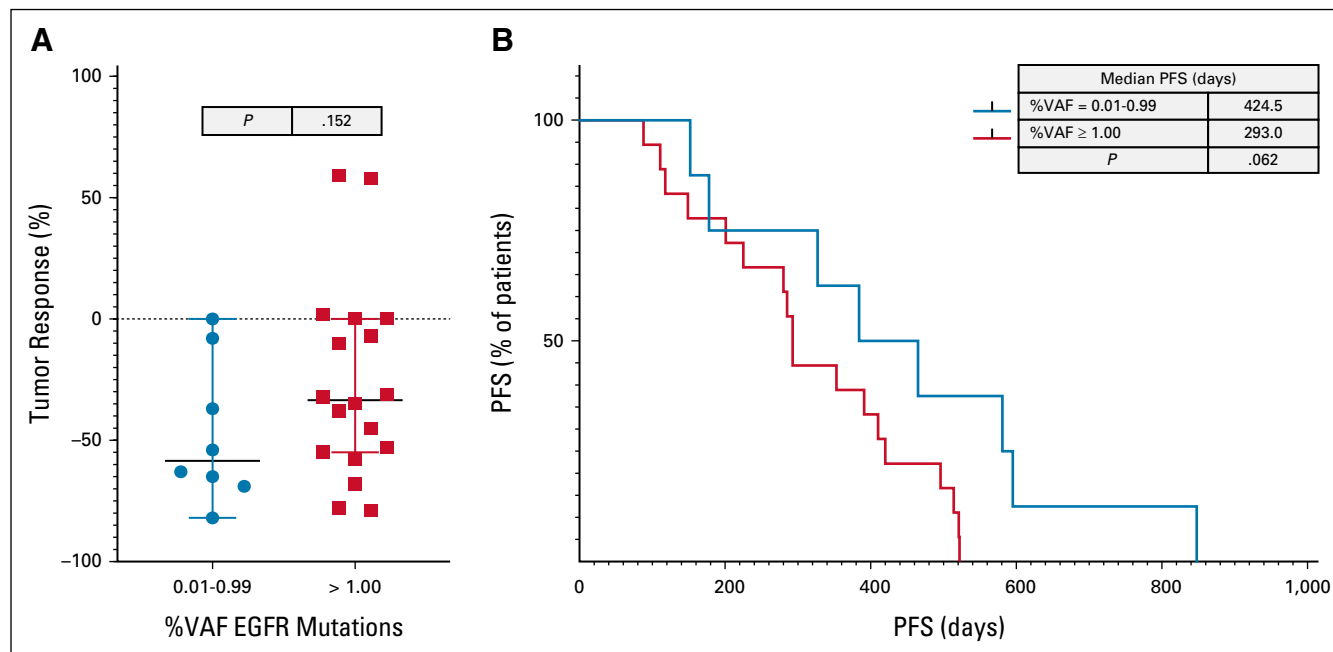 A
100
50
0
–50
–100
Tumor Response (%)
P .152
0.01-0.99 > 1.00
%VAF EGFR Mutations
B
Median PFS (days)
%VAF = 0.01-0.99 424.5
%VAF ≥ 1.00 293.0
P .062
100
50
PFS (% of patients)
0 200 400 600 800 1,000
PFS (days)